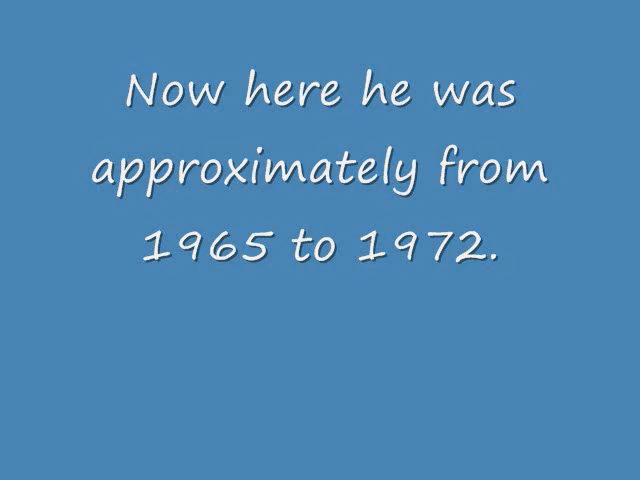 Now here he was
approximately from
1965 to 1972.